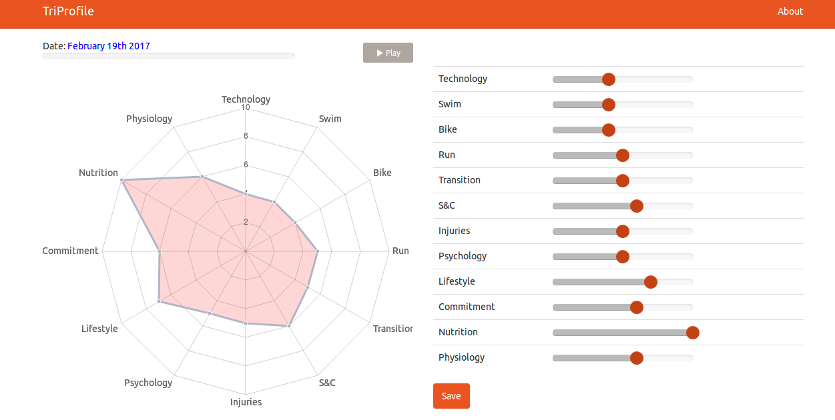 TriProfile
About
Date: February 19th 2017
Play
Technology
10
Physiology
Swim
8
Nutrition
6
Bike
4
2
Commitment
Run
Lifestyle
Transition
Psychology
S&C
Injuries
Technology
Swim
Bike
Run
Transition
S&C
Injuries
Psychology
Lifestyle
Commitment
Nutrition
Physiology
Save